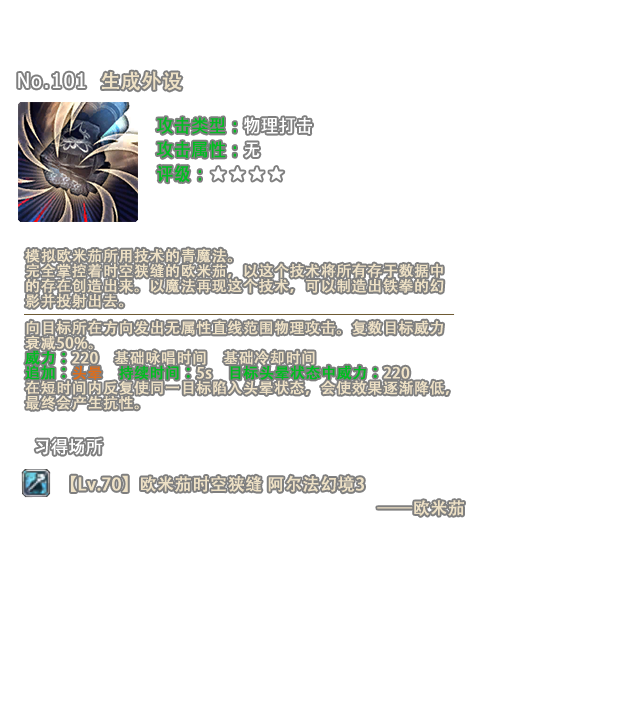 No.101 生成外设
攻击类型：物理打击
攻击属性：无
评级：☆☆☆☆
模拟欧米茄所用技术的青魔法。
完全掌控着时空狭缝的欧米茄，以这个技术将所有存于数据中
的存在创造出来。以魔法再现这个技术，可以制造出铁拳的幻
影并投射出去。
向目标所在方向发出无属性直线范围物理攻击。复数目标威力
衰减50%。
威力：220 基础咏唱时间 基础冷却时间
追加：头晕 持续时间：5s 目标头晕状态中威力：220
在短时间内反复使同一目标陷入头晕状态，会使效果逐渐降低，
最终会产生抗性。
习得场所
【Lv.70】欧米茄时空狭缝 阿尔法幻境3
——欧米茄